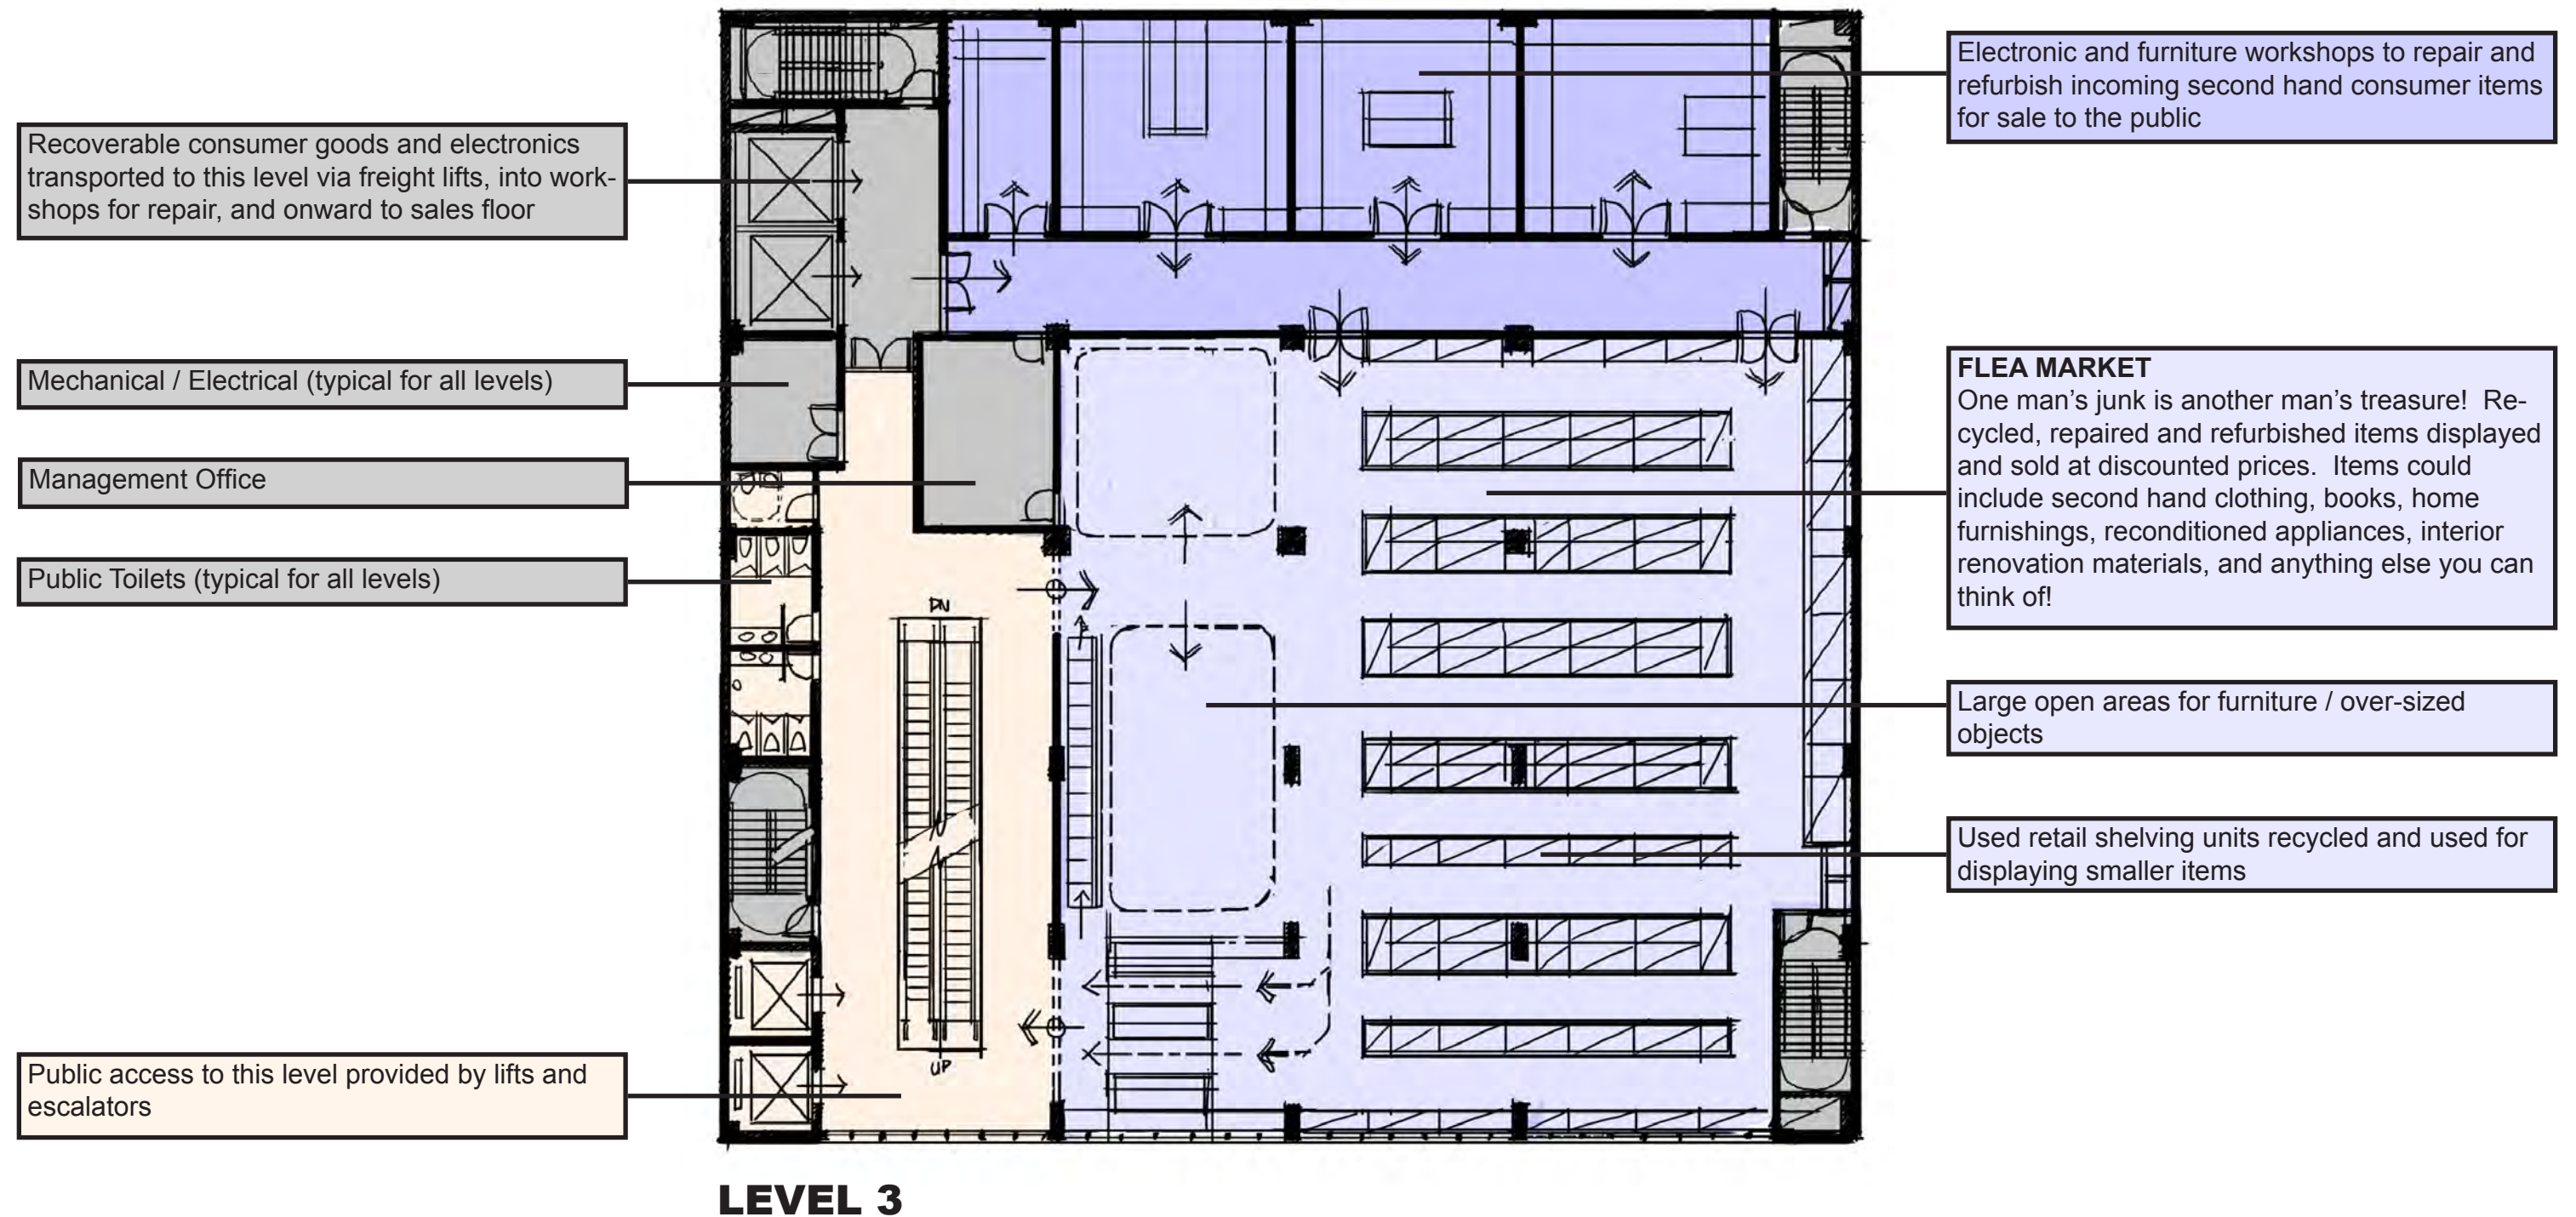 Recoverable consumer goods and electronics
transported to this level via freight lifts, into work-
shops for repair, and onward to sales floor
Mechanical / Electrical (typical for all levels)
Management Office
Public Toilets (typical for all levels)
Public access to this level provided by lifts and
escalators
DN
UP
Electronic and furniture workshops to repair and
refurbish incoming second hand consumer items
for sale to the public
FLEA MARKET
One man’s junk is another man’s treasure!  Re-
cycled, repaired and refurbished items displayed
and sold at discounted prices.  Items could
include second hand clothing, books, home
furnishings, reconditioned appliances, interior
renovation materials, and anything else you can
think of!
Large open areas for furniture / over-sized
objects
Used retail shelving units recycled and used for
displaying smaller items
LEVEL 3